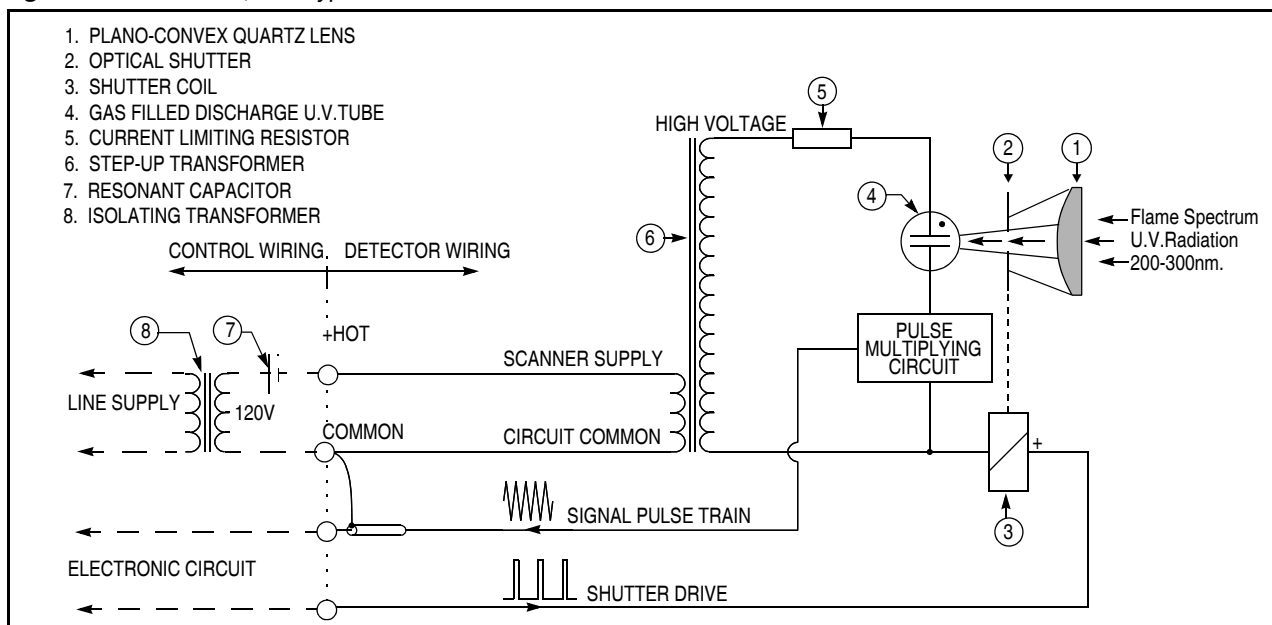 1. PLANO-CONVEX QUARTZ LENS
2. OPTICAL SHUTTER
3. SHUTTER COIL
4. GAS FILLED DISCHARGE U.V.TUBE
5. CURRENT LIMITING RESISTOR
6. STEP-UP TRANSFORMER
7. RESONANT CAPACITOR
8. ISOLATING TRANSFORMER
CONTROL WIRING
DETECTOR WIRING
HIGH VOLTAGE
5
2
1
4
6
Flame Spectrum
U.V.Radiation
200-300nm.
8
7
+HOT
SCANNER SUPPLY
PULSE
MULTIPLYING
CIRCUIT
LINE SUPPLY
120V
COMMON
CIRCUIT COMMON
+
SIGNAL PULSE TRAIN
3
ELECTRONIC CIRCUIT
SHUTTER DRIVE